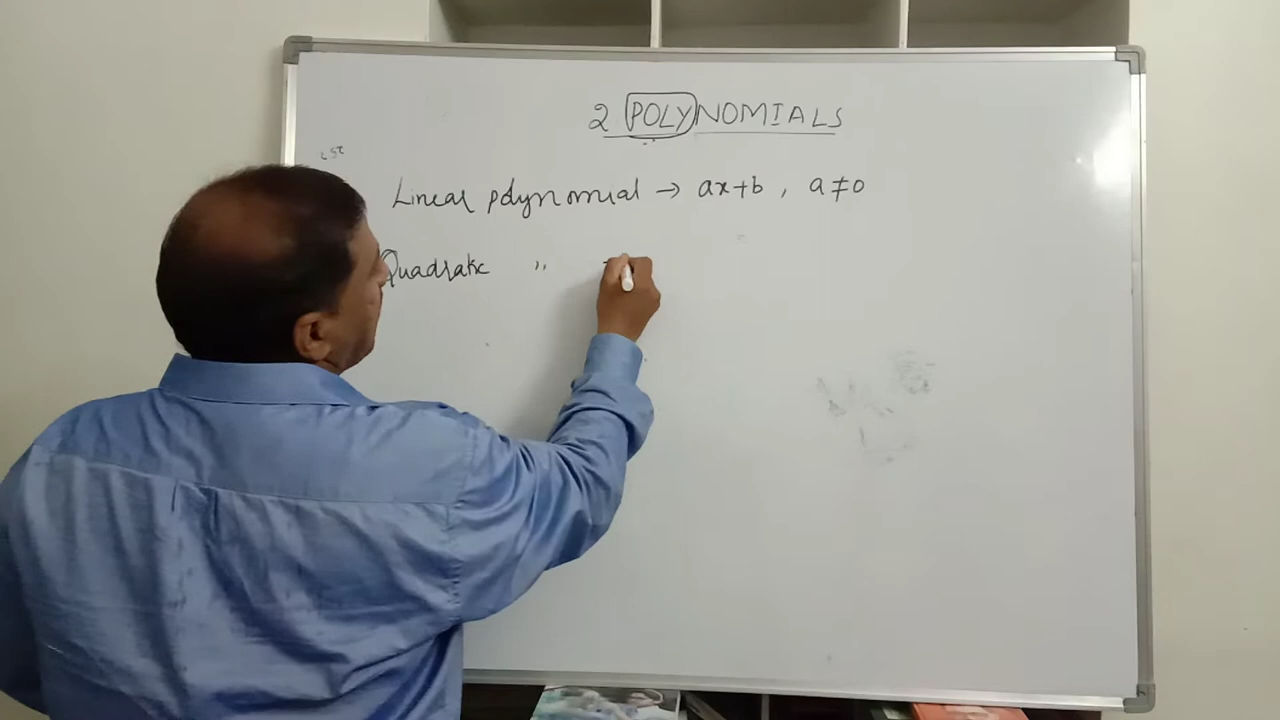 2 POLYNOMIALS
Linear polynomial → ax+b , a≠0
Quadratic "